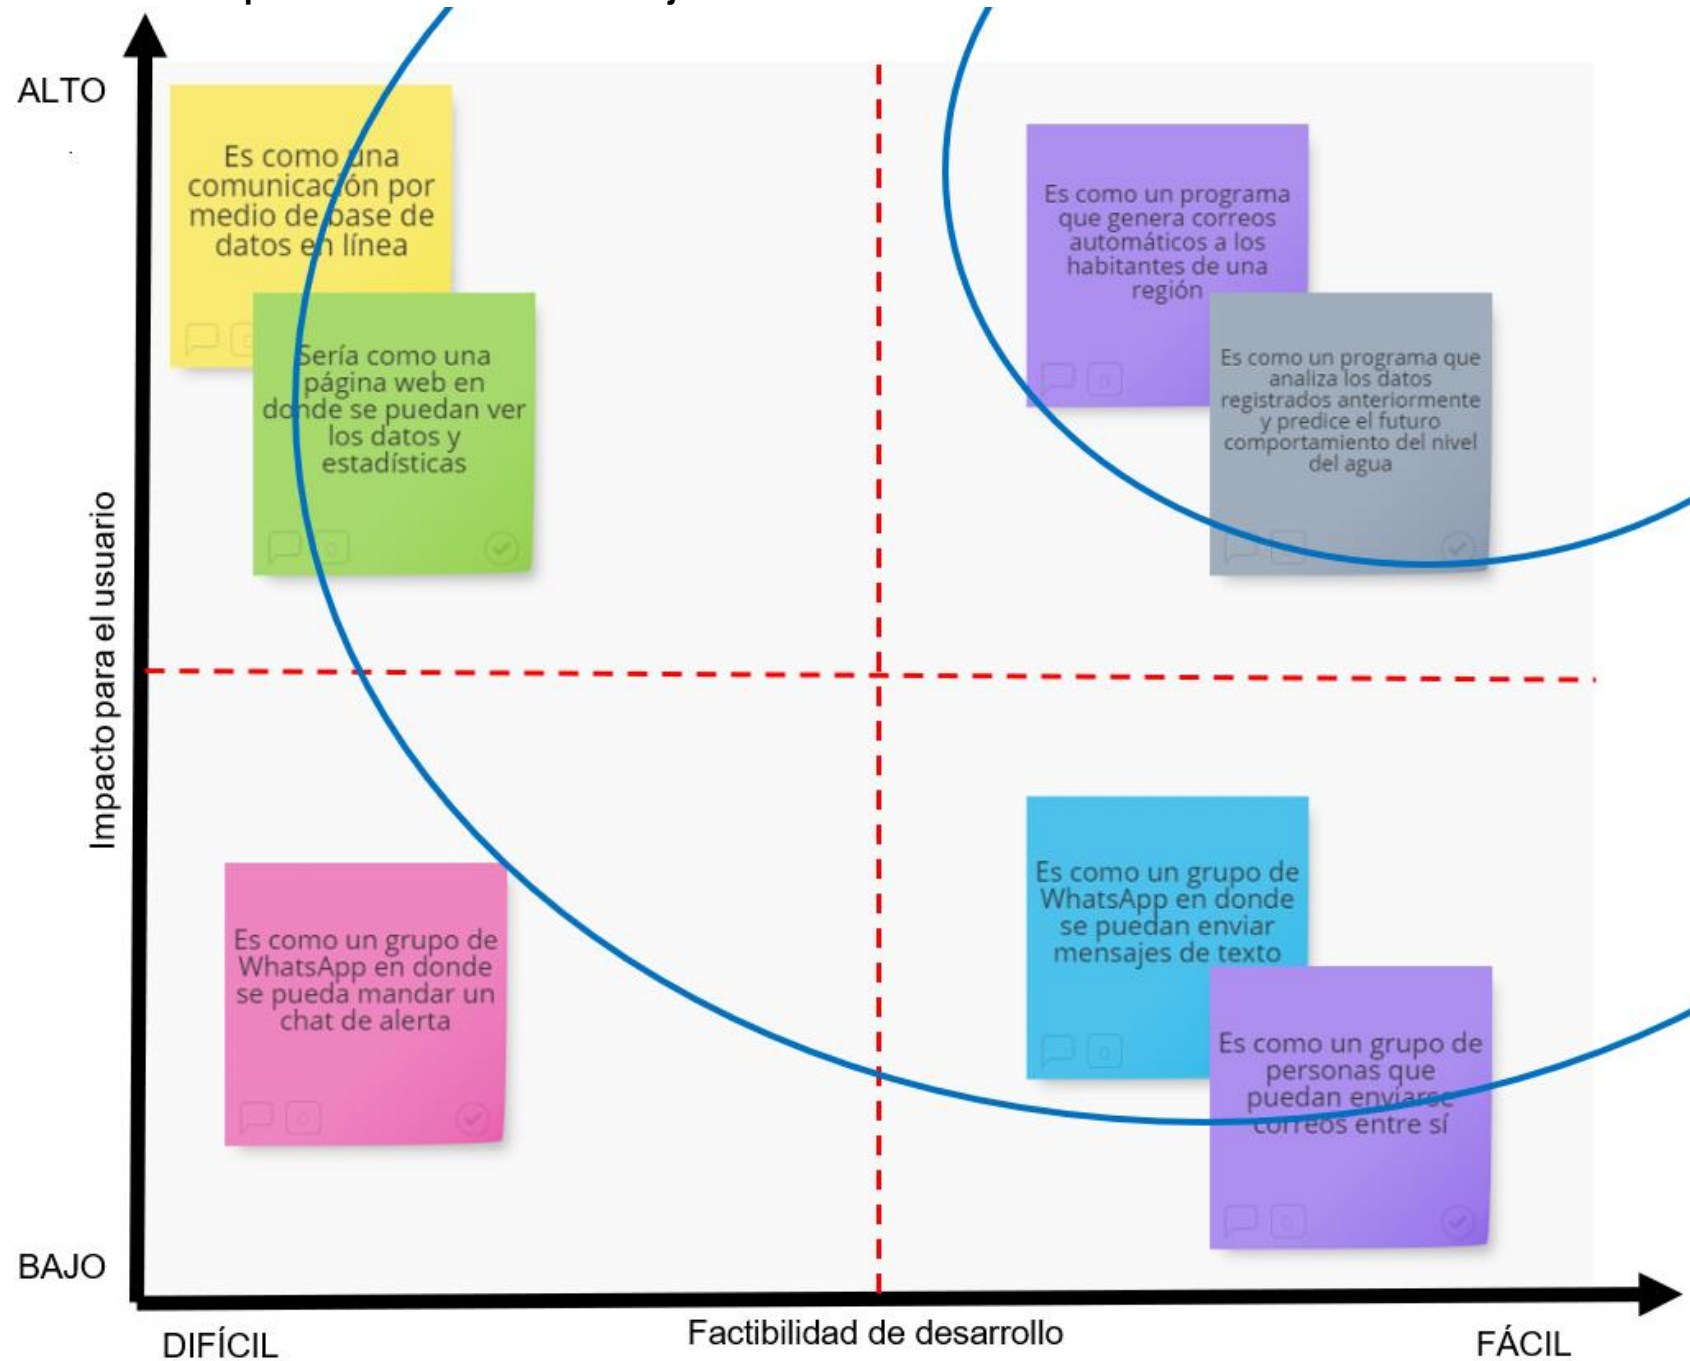 ALTO
Es como una
comunicación por
medio de base de
datos en línea
Sería como una
página web en
donde se puedan ver
los datos y
estadísticas
Es como un programa
que genera correos
automáticos a los
habitantes de una
región
Es como un programa que
analiza los datos
registrados anteriormente
y predice el futuro
comportamiento del nivel
del agua
Impacto para el usuario
Es como un grupo de
WhatsApp en donde
se pueda mandar un
chat de alerta
Es como un grupo de
WhatsApp en donde
se puedan enviar
mensajes de texto
Es como un grupo de
personas que
puedan enviarse
correos entre sí
BAJO
DIFÍCIL
Factibilidad de desarrollo
FÁCIL